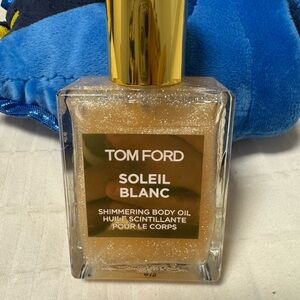 TOM FORD
SOLEIL
BLANC
SHIMMERING BODY OIL
HUILE SCINTILLANTE
POUR LE CORPS